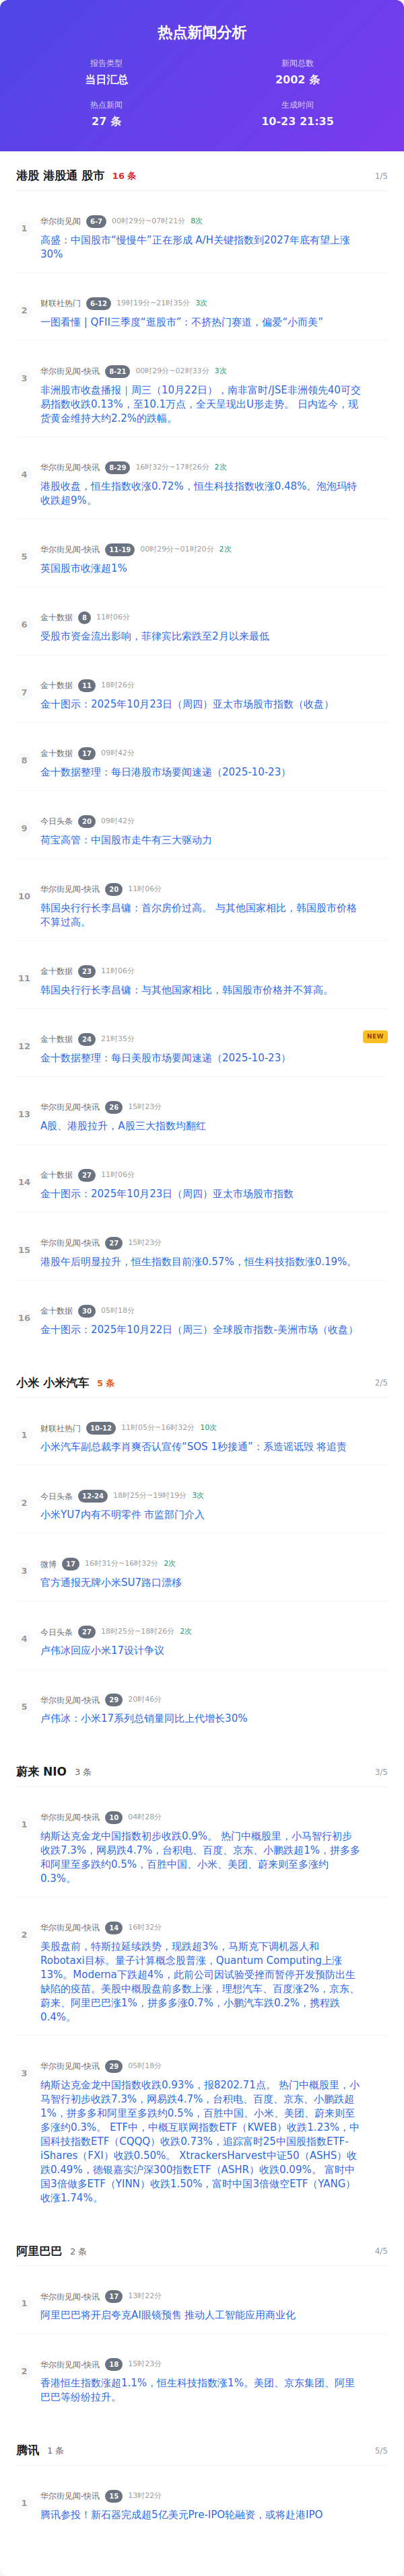 热点新闻分析
报告类型
当日汇总
新闻总数
2002 条
热点新闻
27 条
生成时间
10-23 21:35
港股 港股通 股市 16 条 1/5
1
华尔街见闻 6-7 00时29分~07时21分 8次
高盛：中国股市“慢慢牛”正在形成 A/H关键指数到2027年底有望上涨
30%
2
财联社热门 6-12 19时19分~21时35分 3次
一图看懂 | QFII三季度“逛股市”：不挤热门赛道，偏爱“小而美”
3
华尔街见闻-快讯 8-21 00时29分~02时33分 3次
非洲股市收盘播报｜周三（10月22日），南非富时/JSE非洲领先40可交
易指数收跌0.13%，至10.1万点，全天呈现出U形走势。 日内迄今，现
货黄金维持大约2.2%的跌幅。
4
华尔街见闻-快讯 8-29 16时32分~17时26分 2次
港股收盘，恒生指数收涨0.72%，恒生科技指数收涨0.48%。泡泡玛特
收跌超9%。
5
华尔街见闻-快讯 11-19 00时29分~01时20分 2次
英国股市收涨超1%
6
金十数据 8 11时06分
受股市资金流出影响，菲律宾比索跌至2月以来最低
7
金十数据 11 18时26分
金十图示：2025年10月23日（周四）亚太市场股市指数（收盘）
8
金十数据 17 09时42分
金十数据整理：每日港股市场要闻速递（2025-10-23）
9
今日头条 20 09时42分
荷宝高管：中国股市走牛有三大驱动力
10
华尔街见闻-快讯 20 11时06分
韩国央行行长李昌镛：首尔房价过高。 与其他国家相比，韩国股市价格
不算过高。
11
金十数据 23 11时06分
韩国央行行长李昌镛：与其他国家相比，韩国股市价格并不算高。
12
金十数据 24 21时35分 NEW
金十数据整理：每日美股市场要闻速递（2025-10-23）
13
华尔街见闻-快讯 26 15时23分
A股、港股拉升，A股三大指数均翻红
14
金十数据 27 11时06分
金十图示：2025年10月23日（周四）亚太市场股市指数
15
华尔街见闻-快讯 27 15时23分
港股午后明显拉升，恒生指数目前涨0.57%，恒生科技指数涨0.19%。
16
金十数据 30 05时18分
金十图示：2025年10月22日（周三）全球股市指数-美洲市场（收盘）
小米 小米汽车 5 条 2/5
1
财联社热门 10-12 11时05分~16时32分 10次
小米汽车副总裁李肖爽否认宣传“SOS 1秒接通”：系造谣诋毁 将追责
2
今日头条 12-24 18时25分~19时19分 3次
小米YU7内有不明零件 市监部门介入
3
微博 17 16时31分~16时32分 2次
官方通报无牌小米SU7路口漂移
4
今日头条 27 18时25分~18时26分 2次
卢伟冰回应小米17设计争议
5
华尔街见闻-快讯 29 20时46分
卢伟冰：小米17系列总销量同比上代增长30%
蔚来 NIO 3 条 3/5
1
华尔街见闻-快讯 10 04时28分
纳斯达克金龙中国指数初步收跌0.9%。 热门中概股里，小马智行初步
收跌7.3%，网易跌4.7%，台积电、百度、京东、小鹏跌超1%，拼多多
和阿里至多跌约0.5%，百胜中国、小米、美团、蔚来则至多涨约
0.3%。
2
华尔街见闻-快讯 14 16时32分
美股盘前，特斯拉延续跌势，现跌超3%，马斯克下调机器人和
Robotaxi目标。量子计算概念股普涨，Quantum Computing上涨
13%。Moderna下跌超4%，此前公司因试验受挫而暂停开发预防出生
缺陷的疫苗。美股中概股盘前多数上涨，理想汽车、百度涨2%，京东、
蔚来、阿里巴巴涨1%，拼多多涨0.7%，小鹏汽车跌0.2%，携程跌
0.4%。
3
华尔街见闻-快讯 29 05时18分
纳斯达克金龙中国指数收跌0.93%，报8202.71点。 热门中概股里，小
马智行初步收跌7.3%，网易跌4.7%，台积电、百度、京东、小鹏跌超
1%，拼多多和阿里至多跌约0.5%，百胜中国、小米、美团、蔚来则至
多涨约0.3%。 ETF中，中概互联网指数ETF（KWEB）收跌1.23%，中
国科技指数ETF（CQQQ）收跌0.73%，追踪富时25中国股指数ETF-
iShares（FXI）收跌0.50%。 XtrackersHarvest中证50（ASHS）收
跌0.49%，德银嘉实沪深300指数ETF（ASHR）收跌0.09%。 富时中
国3倍做多ETF（YINN）收跌1.50%，富时中国3倍做空ETF（YANG）
收涨1.74%。
阿里巴巴 2 条 4/5
1
华尔街见闻-快讯 17 13时22分
阿里巴巴将开启夸克AI眼镜预售 推动人工智能应用商业化
2
华尔街见闻-快讯 18 15时23分
香港恒生指数涨超1.1%，恒生科技指数涨1%。美团、京东集团、阿里
巴巴等纷纷拉升。
腾讯 1 条 5/5
1
华尔街见闻-快讯 15 13时22分
腾讯参投！新石器完成超5亿美元Pre-IPO轮融资，或将赴港IPO